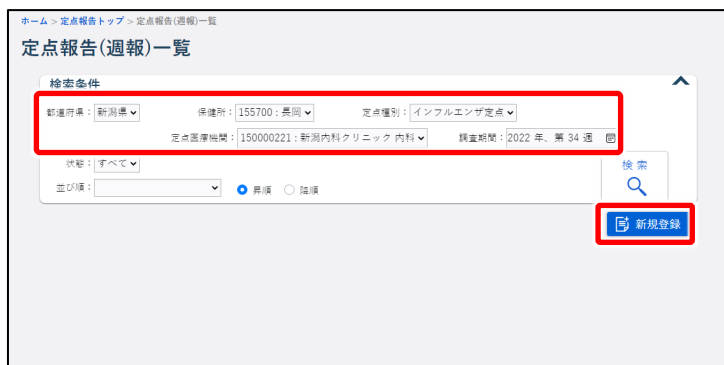 ホーム > 定点報告トップ > 定点報告(週報)一覧
定点報告(週報)一覧
検索条件
都道府県： 新潟県 保健所： 155700：長岡 定点種別： インフルエンザ定点
定点医療機関： 150000221：新潟内科クリニック 内科 調査期間： 2022 年、第 34 週
状態： すべて
並び順： 昇順 降順
検索
新規登録